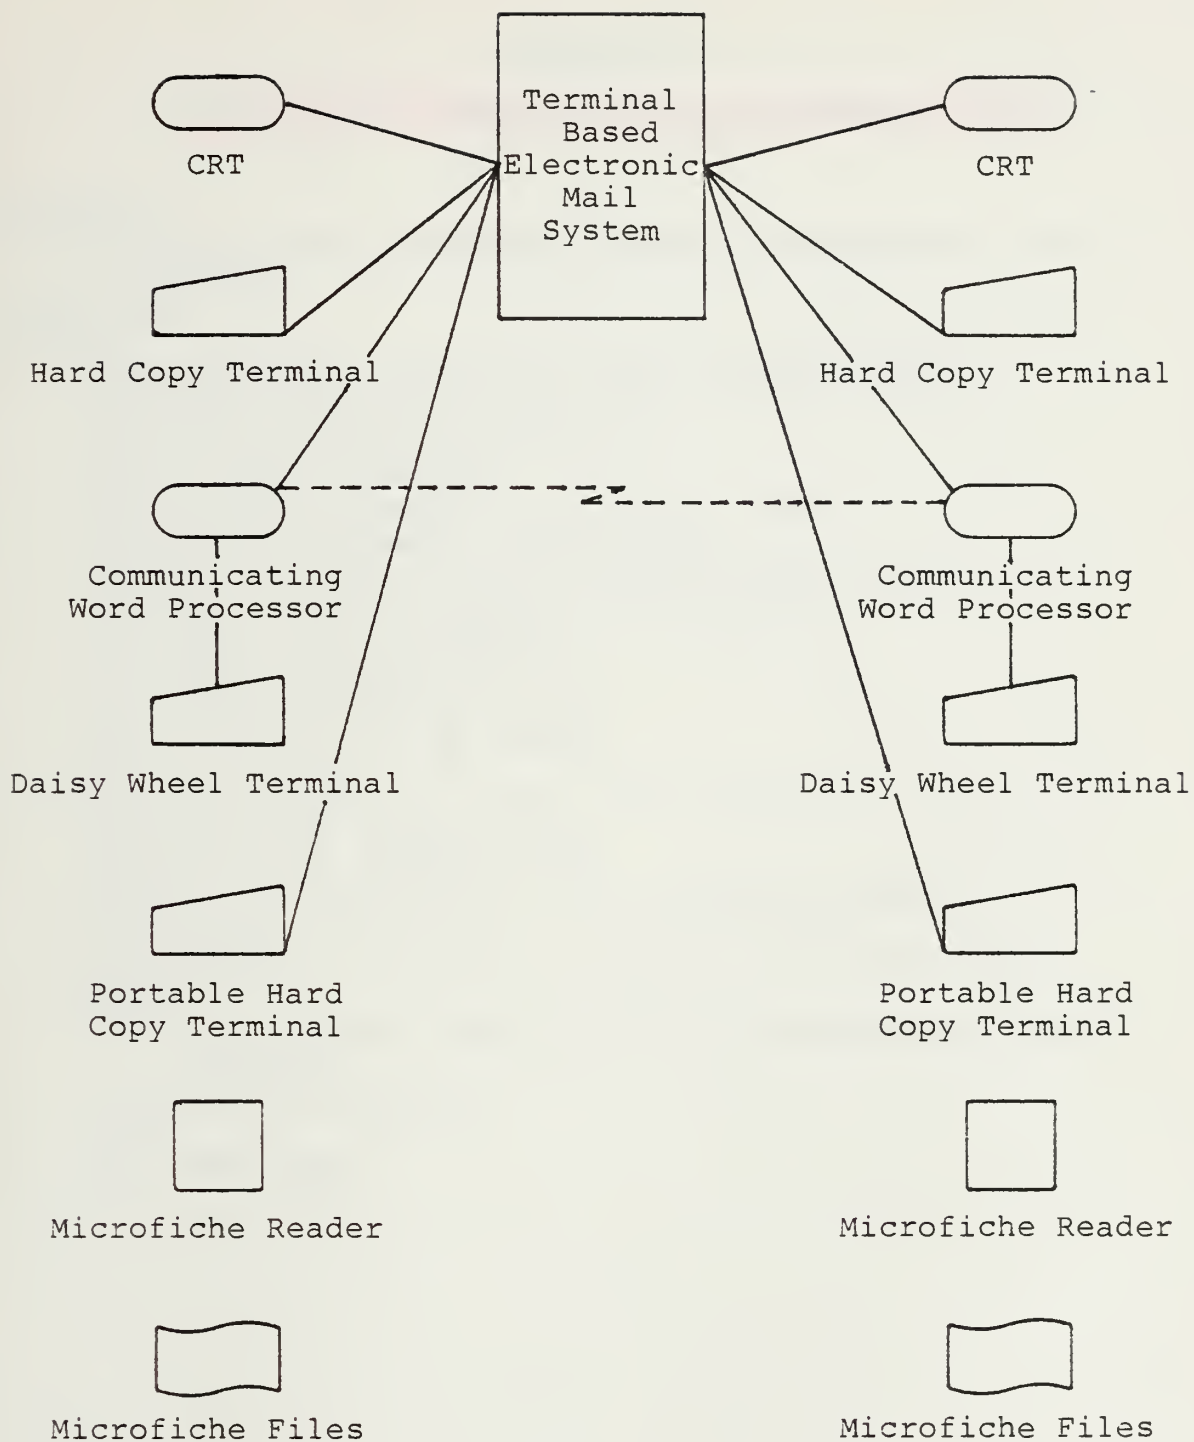 Terminal
Based
Electronic
Mail
System
CRT
CRT
Hard Copy Terminal
Hard Copy Terminal
Communicating
Word Processor
Communicating
Word Processor
Daisy Wheel Terminal
Daisy Wheel Terminal
Portable Hard
Copy Terminal
Portable Hard
Copy Terminal
Microfiche Reader
Microfiche Reader
Microfiche Files
Microfiche Files